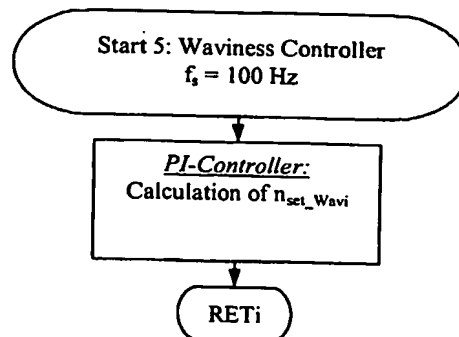 Start 5: Waviness Controller
fs = 100 Hz
PI-Controller:
Calculation of nset_Wavi
RETi